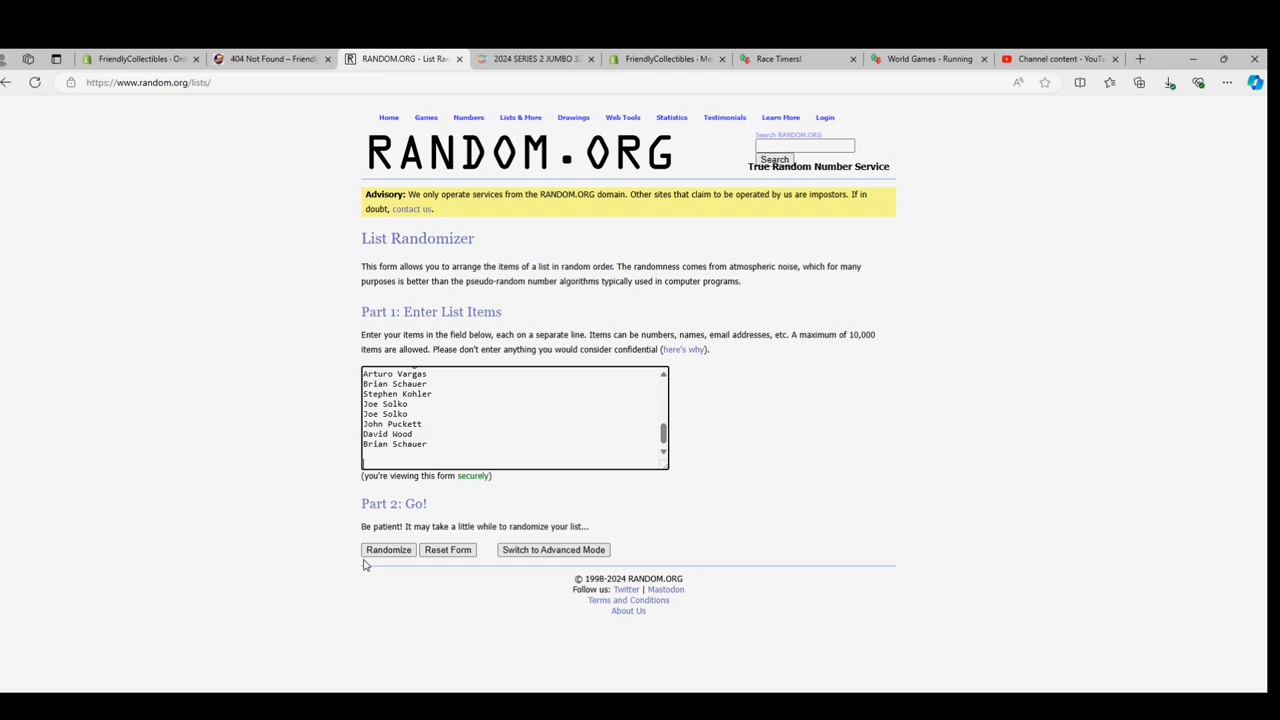 FriendlyCollectibles - Ord
404 Not Found – Friendly
RANDOM.ORG - List Ran
2024 SERIES 2 JUMBO 37
FriendlyCollectibles - Me
Race Timers!
World Games - Running
Channel content - YouTu
https://www.random.org/lists/
Home Games Numbers Lists & More Drawings Web Tools Statistics Testimonials Learn More Login
RANDOM.ORG
Search RANDOM.ORG
Search
True Random Number Service
Advisory: We only operate services from the RANDOM.ORG domain. Other sites that claim to be operated by us are impostors. If in
doubt, contact us.
List Randomizer
This form allows you to arrange the items of a list in random order. The randomness comes from atmospheric noise, which for many
purposes is better than the pseudo-random number algorithms typically used in computer programs.
Part 1: Enter List Items
Enter your items in the field below, each on a separate line. Items can be numbers, names, email addresses, etc. A maximum of 10,000
items are allowed. Please don't enter anything you would consider confidential (here's why).
Arturo Vargas
Brian Schauer
Stephen Kohler
Joe Solko
Joe Solko
John Puckett
David Wood
Brian Schauer
(you're viewing this form securely)
Part 2: Go!
Be patient! It may take a little while to randomize your list...
Randomize Reset Form Switch to Advanced Mode
© 1998-2024 RANDOM.ORG
Follow us: Twitter | Mastodon
Terms and Conditions
About Us